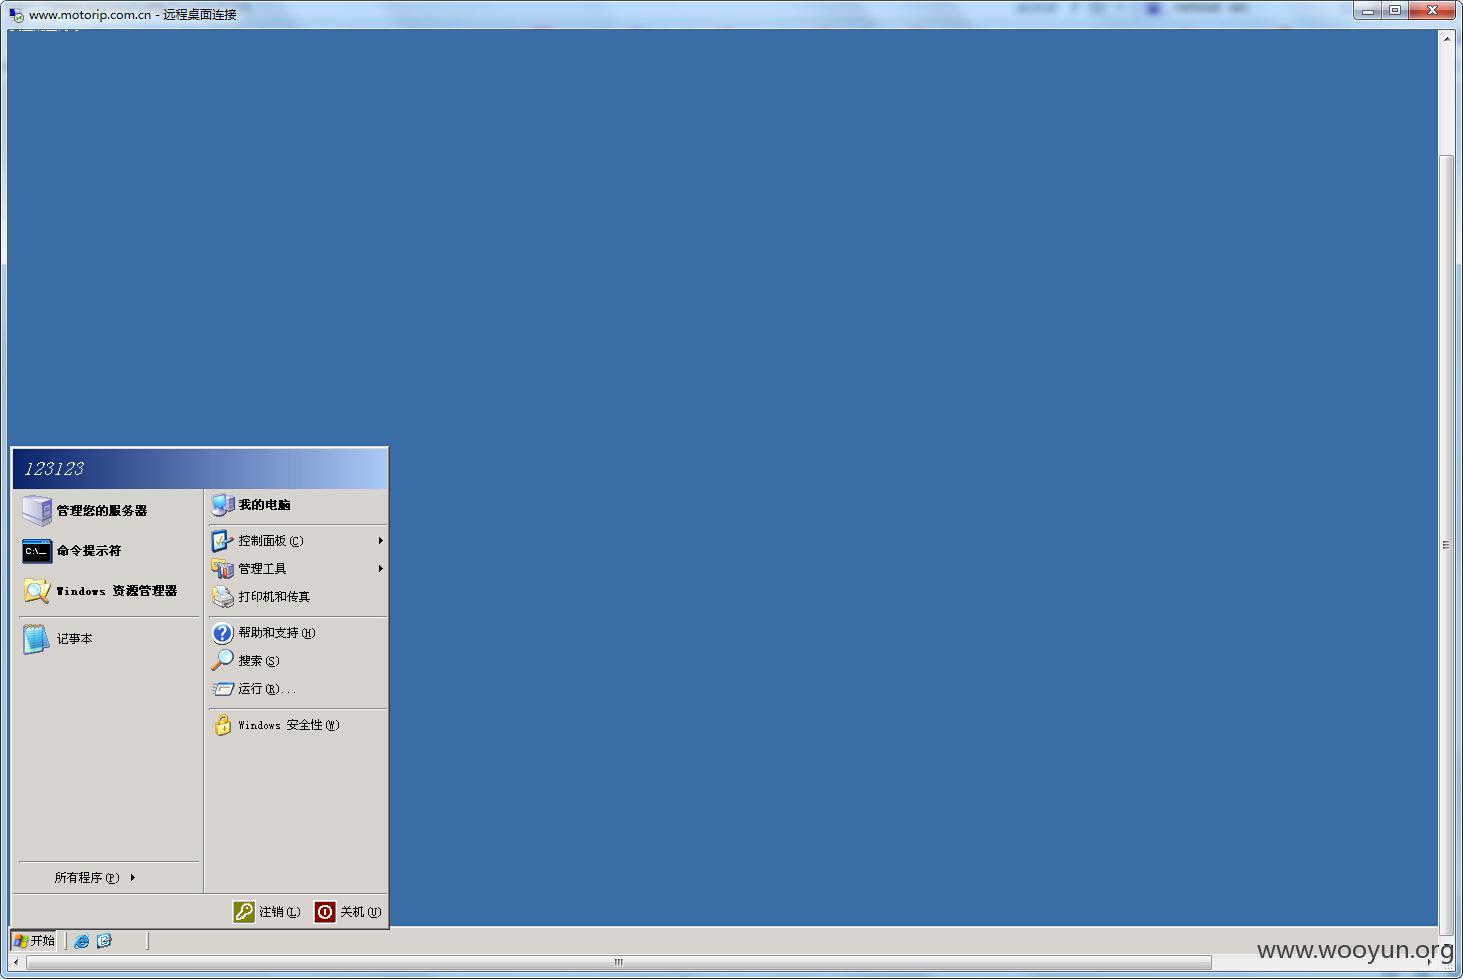 www.motorip.com.cn - 远程桌面连接
123123
管理您的服务器
命令提示符
Windows 资源管理器
记事本
所有程序(P)
我的电脑
控制面板(C)
管理工具
打印机和传真
帮助和支持(H)
搜索(S)
运行(R)...
Windows 安全性(W)
注销(L)
关机(U)
开始
www.wooyun.org